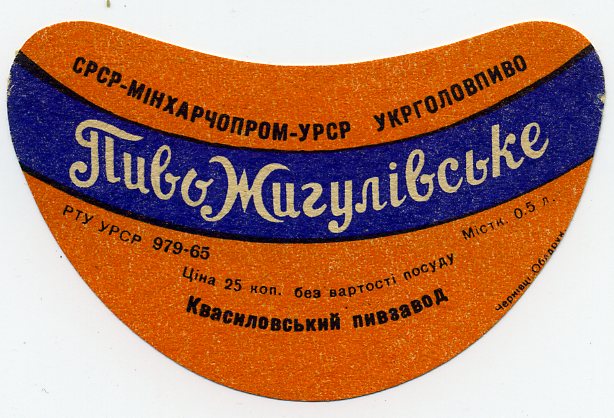 СРСР-МІНХАРЧОПРОМ-УРСР УКРГОЛОВПИВО
Пиво Жигулівське
РТУ УРСР 979-65
Містк. 0.5 л.
Ціна 25 коп. без вартості посуду
Квасиловський пивзавод
Чернівці, Облдрук.